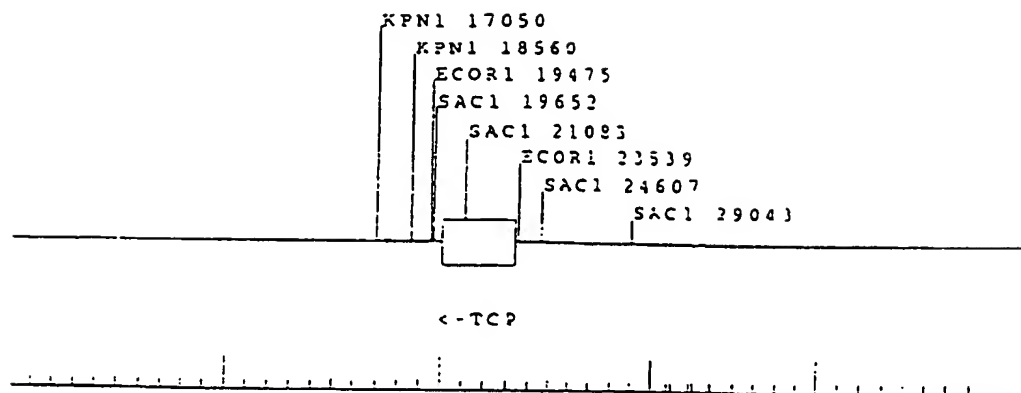 KPN1 17050
KPN1 18560
ECOR1 19475
SAC1 19652
SAC1 21083
ECOR1 23539
SAC1 24607
SAC1 29043
<-TCP